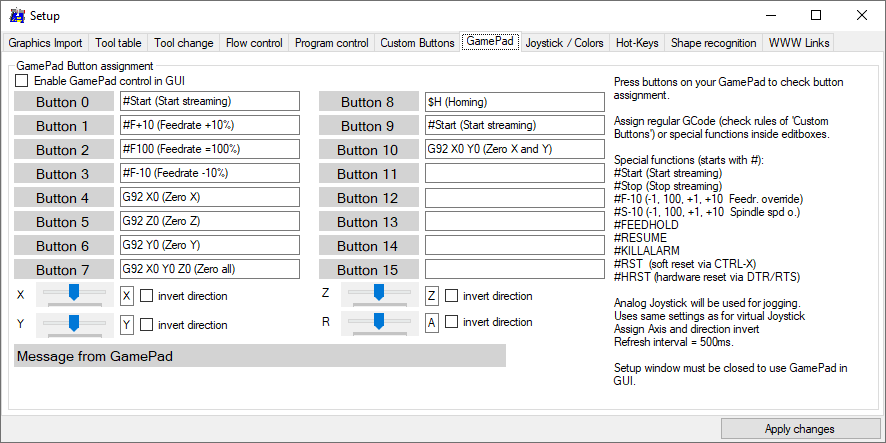 Setup
Graphics Import Tool table Tool change Flow control Program control Custom Buttons GamePad Joystick / Colors Hot-Keys Shape recognition WWW Links
GamePad Button assignment
Enable GamePad control in GUI
Button 0 #Start (Start streaming)
Button 1 #F+10 (Feedrate +10%)
Button 2 #F100 (Feedrate =100%)
Button 3 #F-10 (Feedrate -10%)
Button 4 G92 X0 (Zero X)
Button 5 G92 Z0 (Zero Z)
Button 6 G92 Y0 (Zero Y)
Button 7 G92 X0 Y0 Z0 (Zero all)
X X invert direction
Y Y invert direction
Button 8 $H (Homing)
Button 9 #Start (Start streaming)
Button 10 G92 X0 Y0 (Zero X and Y)
Button 11
Button 12
Button 13
Button 14
Button 15
Z Z invert direction
R A invert direction
Message from GamePad
Press buttons on your GamePad to check button
assignment.
Assign regular GCode (check rules of 'Custom
Buttons') or special functions inside editboxes.
Special functions (starts with #):
#Start (Start streaming)
#Stop (Stop streaming)
#F-10 (-1, 100, +1, +10 Feedr. override)
#S-10 (-1, 100, +1, +10 Spindle spd o.)
#FEEDHOLD
#RESUME
#KILLALARM
#RST (soft reset via CTRL-X)
#HRST (hardware reset via DTR/RTS)
Analog Joystick will be used for jogging.
Uses same settings as for virtual Joystick
Assign Axis and direction invert
Refresh interval = 500ms.
Setup window must be closed to use GamePad in
GUI.
Apply changes